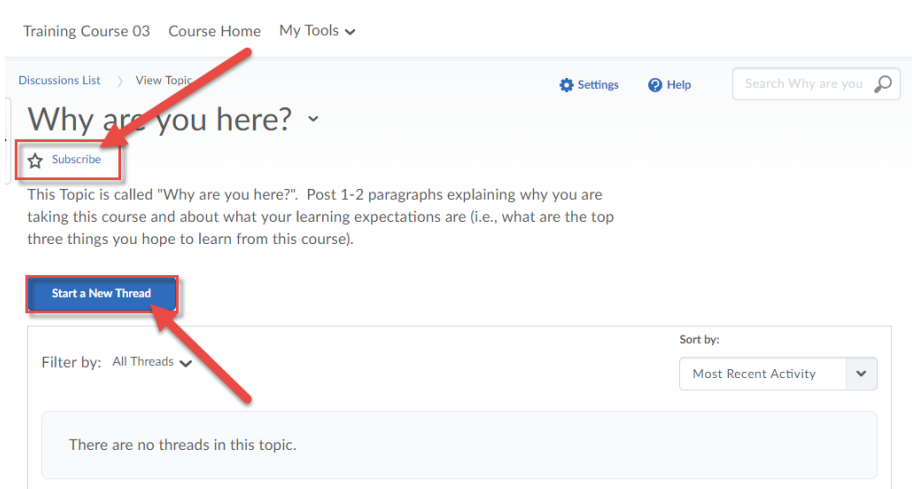 Training Course 03 Course Home My Tools
Discussions List View Topic
Settings Help Search Why are you
Why are you here?
Subscribe
This Topic is called "Why are you here?". Post 1-2 paragraphs explaining why you are
taking this course and about what your learning expectations are (i.e., what are the top
three things you hope to learn from this course).
Start a New Thread
Sort by:
Filter by: All Threads
Most Recent Activity
There are no threads in this topic.